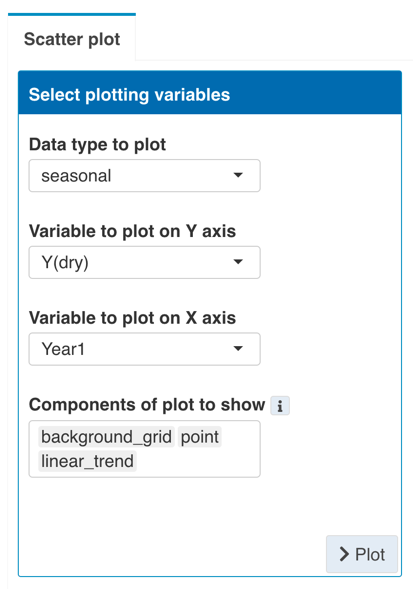 Scatter plot
Select plotting variables
Data type to plot
seasonal
Variable to plot on Y axis
Y(dry)
Variable to plot on X axis
Year1
Components of plot to show i
background_grid point
linear_trend
Plot